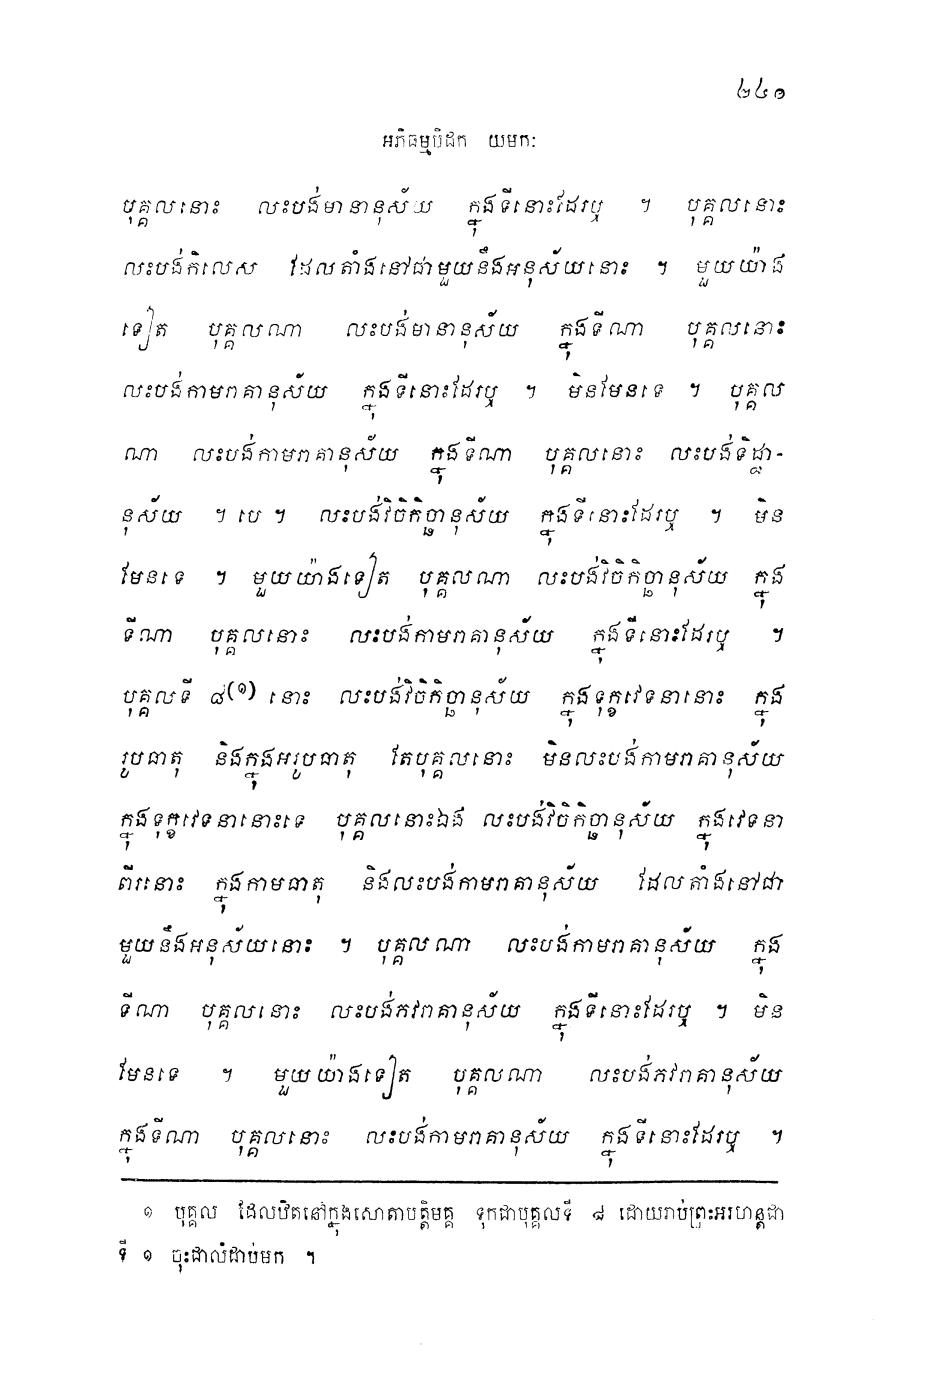 ២៤១
អភិធម្មបិដក យមកៈ
បុគ្គលនោះ លះបង់មានានុស័យ ក្នុងទីនោះដែរឬ ។ បុគ្គលនោះ
លះបង់កិលេស ដែលតាំងនៅជាមួយនឹងអនុស័យនោះ ។ មួយយ៉ាង
ទៀត បុគ្គលណា លះបង់មានានុស័យ ក្នុងទីណា បុគ្គលនោះ
លះបង់កាមរាគានុស័យ ក្នុងទីនោះដែរឬ ។ មិនមែនទេ ។ បុគ្គល
ណា លះបង់កាមរាគានុស័យ ក្នុងទីណា បុគ្គលនោះ លះបង់ទិដ្ឋា-
នុស័យ ។ បេ ។ លះបង់វិចិកិច្ឆានុស័យ ក្នុងទីនោះដែរឬ ។ មិន
មែនទេ ។ មួយយ៉ាងទៀត បុគ្គលណា លះបង់វិចិកិច្ឆានុស័យ ក្នុង
ទីណា បុគ្គលនោះ លះបង់កាមរាគានុស័យ ក្នុងទីនោះដែរឬ ។
បុគ្គលទី ៨(១) នោះ លះបង់វិចិកិច្ឆានុស័យ ក្នុងទុក្ខវេទនានោះ ក្នុង
រូបធាតុ និងក្នុងអរូបធាតុ តែបុគ្គលនោះ មិនលះបង់កាមរាគានុស័យ
ក្នុងទុក្ខវេទនានោះទេ បុគ្គលនោះឯង លះបង់វិចិកិច្ឆានុស័យ ក្នុងវេទនា
ពីរនោះ ក្នុងកាមធាតុ និងលះបង់កាមរាគានុស័យ ដែលតាំងនៅជា
មួយនឹងអនុស័យនោះ ។ បុគ្គលណា លះបង់កាមរាគានុស័យ ក្នុង
ទីណា បុគ្គលនោះ លះបង់ភវរាគានុស័យ ក្នុងទីនោះដែរឬ ។ មិន
មែនទេ ។ មួយយ៉ាងទៀត បុគ្គលណា លះបង់ភវរាគានុស័យ
ក្នុងទីណា បុគ្គលនោះ លះបង់កាមរាគានុស័យ ក្នុងទីនោះដែរឬ ។
១ បុគ្គល ដែលឋិតនៅក្នុងសោតាបត្តិមគ្គ ទុកជាបុគ្គលទី ៨ ដោយរាប់ព្រះអរហន្តជា
ទី ១ ចុះជាលំដាប់មក ។